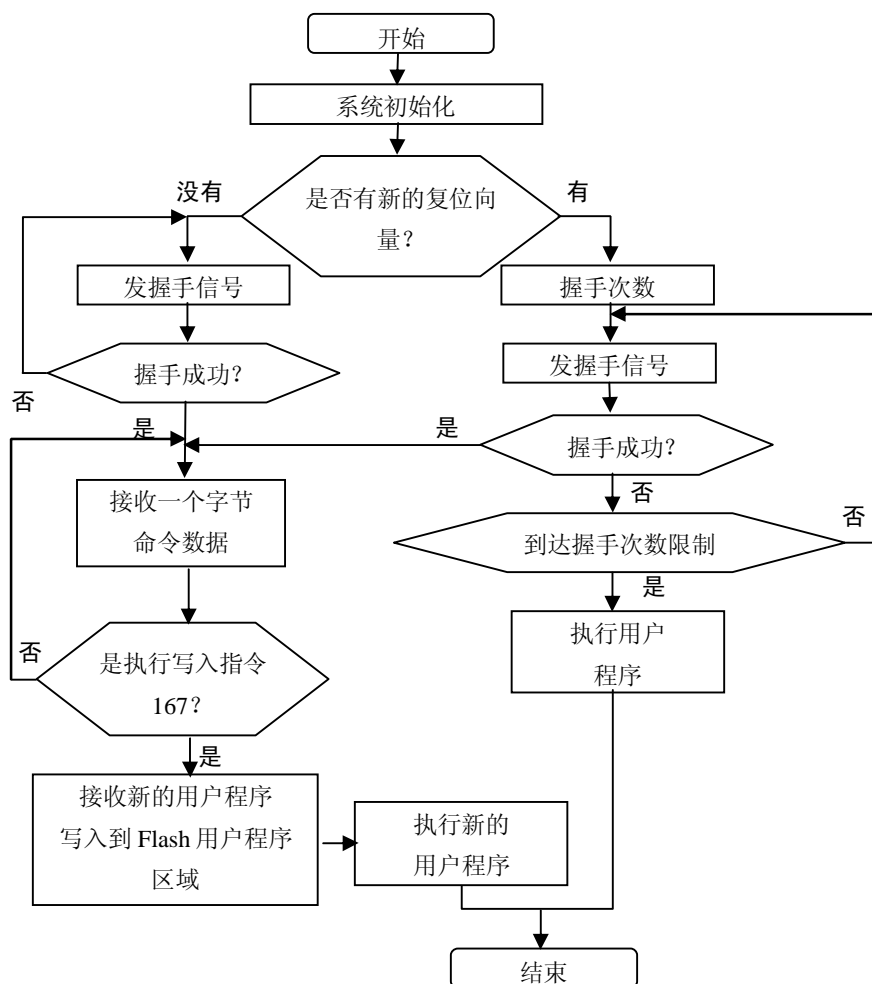 开始
系统初始化
是否有新的复位向
量？
没有
有
发握手信号
握手次数
握手成功？
发握手信号
否
是
是
握手成功？
否
接收一个字节
命令数据
到达握手次数限制
否
是
是执行写入指令
167？
否
执行用户
程序
是
接收新的用户程序
写入到 Flash 用户程序
区域
执行新的
用户程序
结束